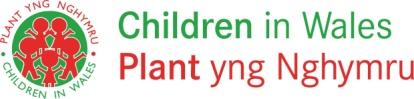 PLANT YNG NGHYMRU
• CHILDREN IN WALES •
Children in Wales
Plant yng Nghymru